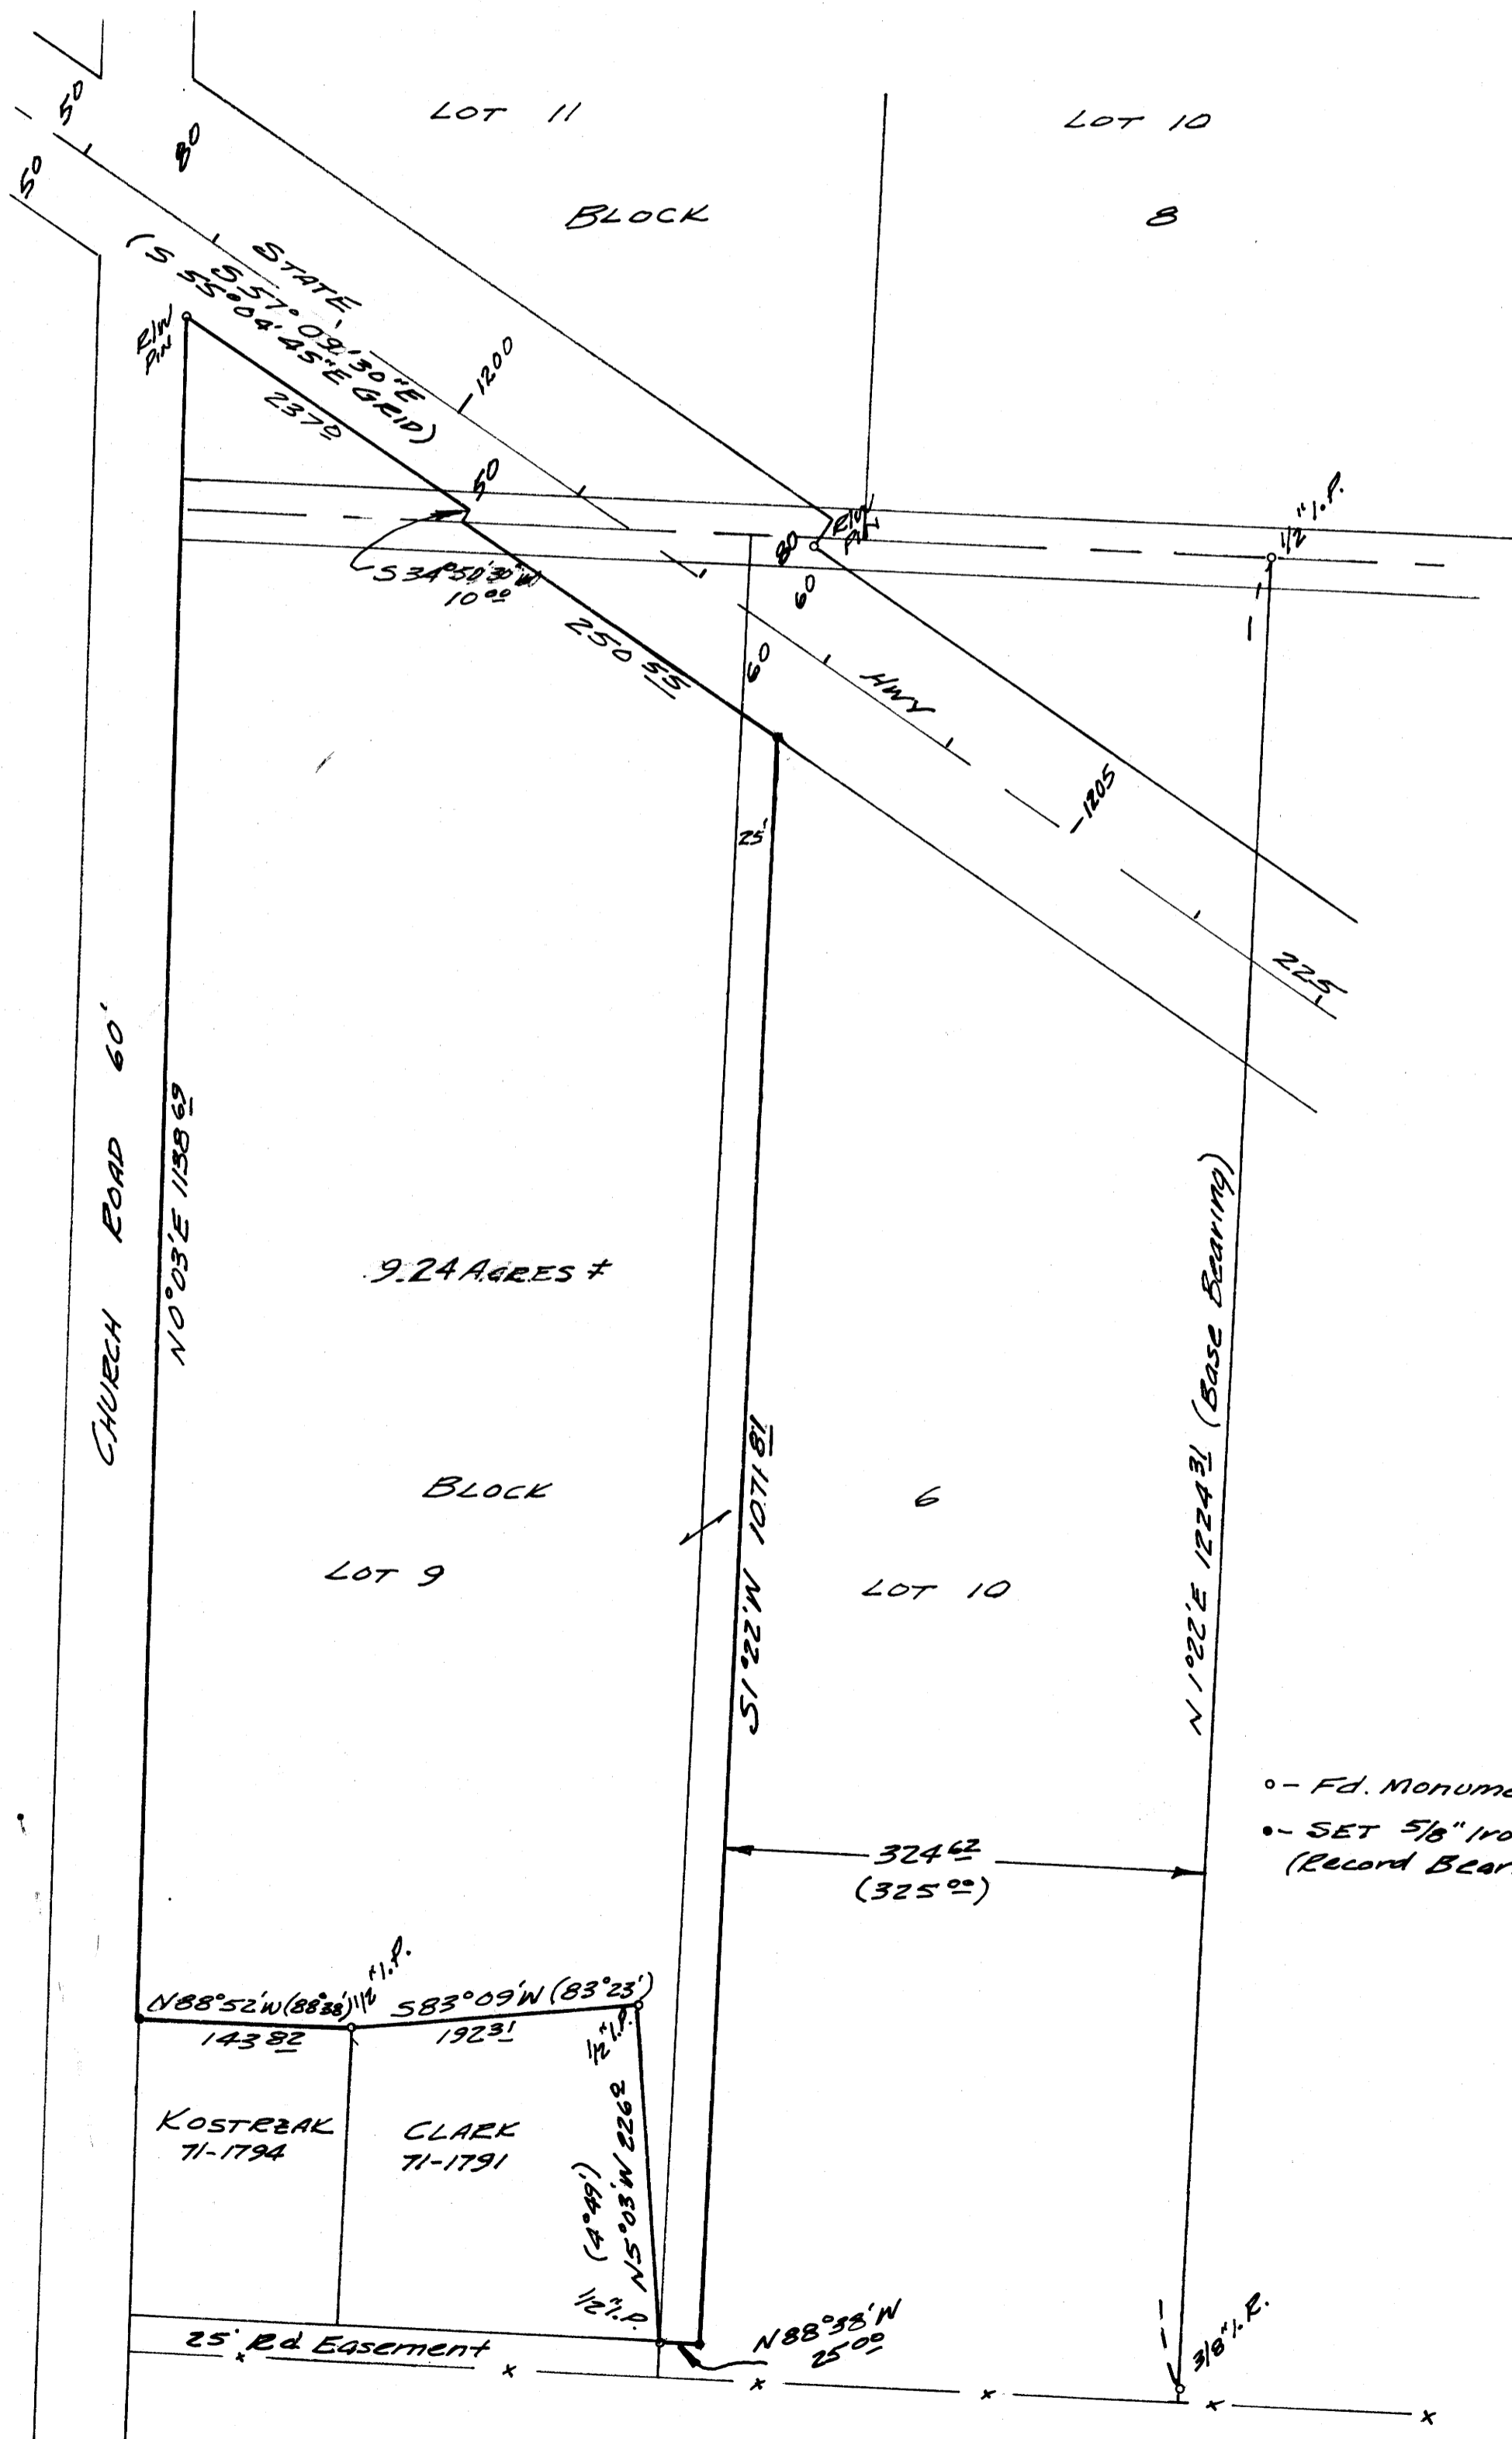 LOT 11
LOT 10
BLOCK
8
50
50
80
STATE
S 57° 09' 30" E
(S 55° 04' 45" E GRID)
R/W
PIN
237 0
-1200
50
S 34° 50' 30" W
10 00
250 55
80
R/W
PIN
60
60
1/2" I.P.
HWY
-1205
225
25'
CHURCH ROAD 60'
N 0° 03' E 1138 69
9.24 ACRES ±
BLOCK
6
LOT 9
LOT 10
S 1° 22' W 1071 81
N 1° 22' E 1224 31 (Base Bearing)
324 62
(325 00)
o - Fd. Monume
• - SET 5/8" Iro
(Record Bear
N 88° 52' W (88° 38')
143 82
1/2" I.P.
S 83° 09' W (83° 23')
192 31
1/2" I.P.
KOSTRZAK
71-1794
CLARK
71-1791
(4° 49')
N 5° 03' W 226 2
1/2" I.P.
25' Rd Easement
N 88° 38' W
25 00
3/8" I.R.